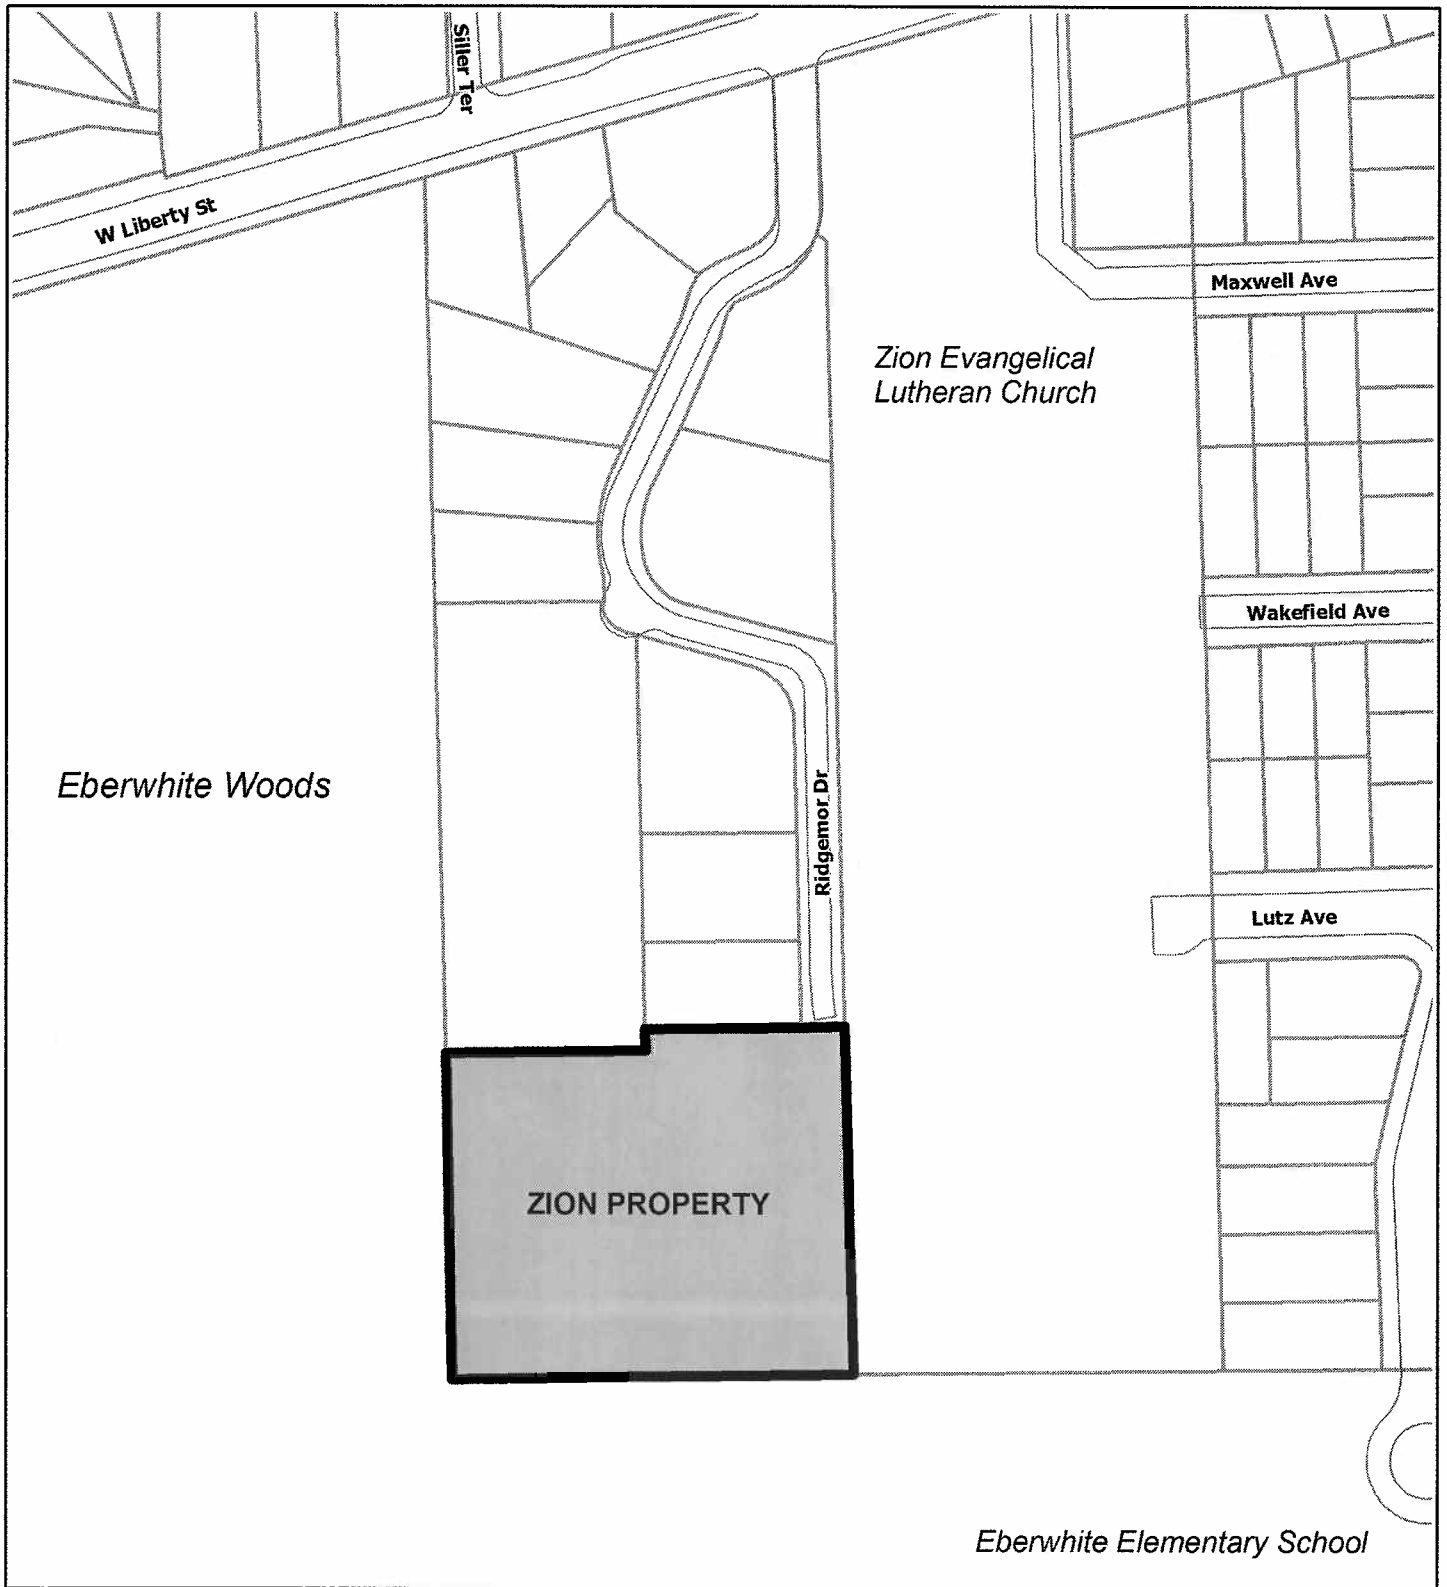 Siller Ter
W Liberty St
Maxwell Ave
Zion Evangelical
Lutheran Church
Wakefield Ave
Eberwhite Woods
Ridgemor Dr
Lutz Ave
ZION PROPERTY
Eberwhite Elementary School